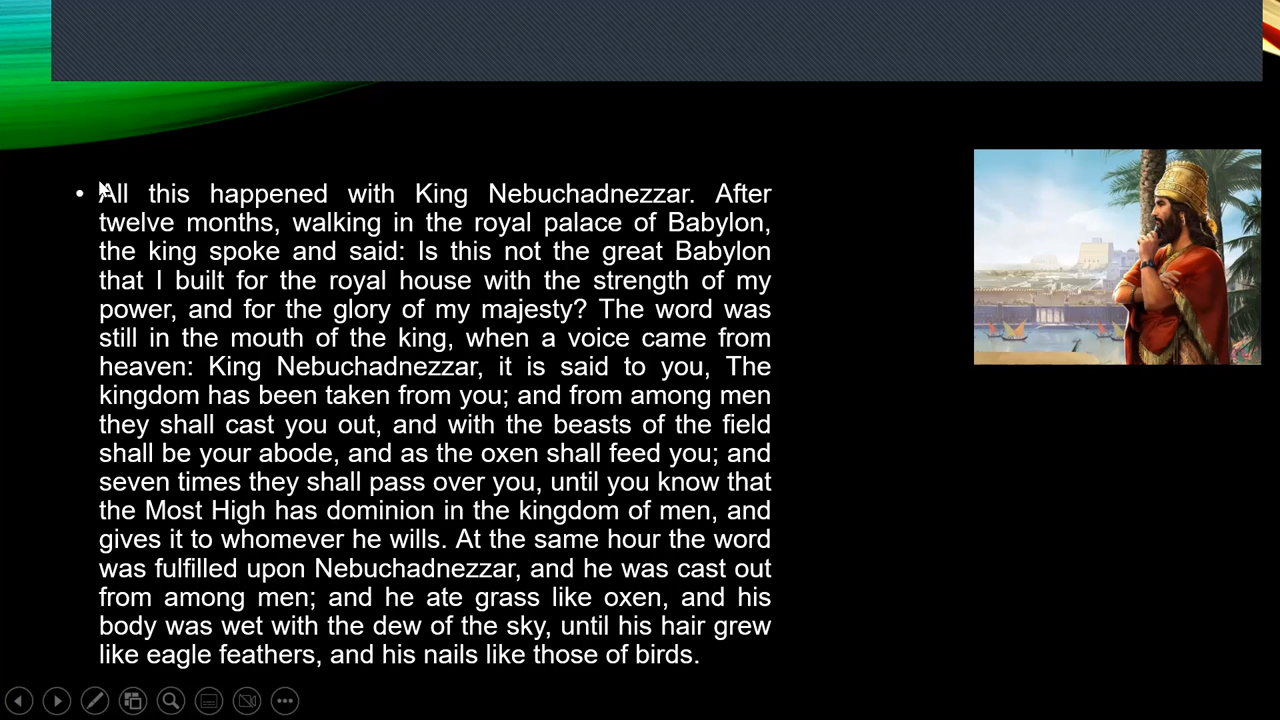 • All this happened with King Nebuchadnezzar. After
twelve months, walking in the royal palace of Babylon,
the king spoke and said: Is this not the great Babylon
that I built for the royal house with the strength of my
power, and for the glory of my majesty? The word was
still in the mouth of the king, when a voice came from
heaven: King Nebuchadnezzar, it is said to you, The
kingdom has been taken from you; and from among men
they shall cast you out, and with the beasts of the field
shall be your abode, and as the oxen shall feed you; and
seven times they shall pass over you, until you know that
the Most High has dominion in the kingdom of men, and
gives it to whomever he wills. At the same hour the word
was fulfilled upon Nebuchadnezzar, and he was cast out
from among men; and he ate grass like oxen, and his
body was wet with the dew of the sky, until his hair grew
like eagle feathers, and his nails like those of birds.